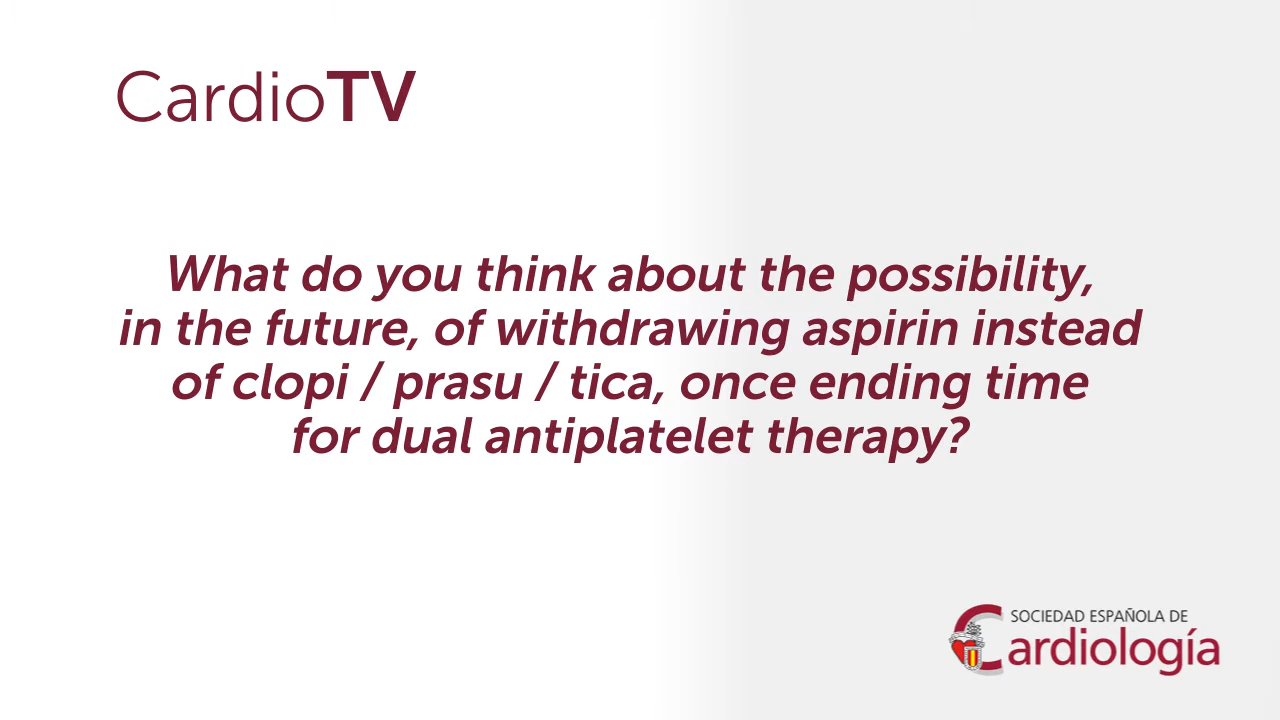 CardioTV
What do you think about the possibility,
in the future, of withdrawing aspirin instead
of clopi / prasu / tica, once ending time
for dual antiplatelet therapy?
SOCIEDAD ESPAÑOLA DE
Cardiología